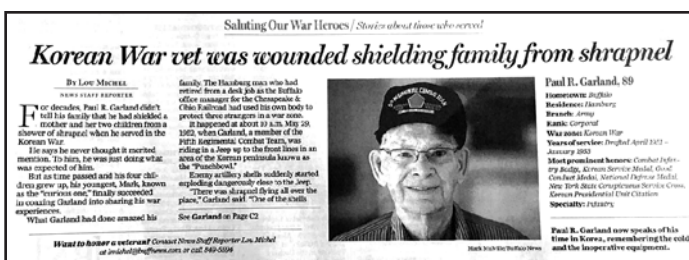 Saluting Our War Heroes / Stories about those who served
Korean War vet was wounded shielding family from shrapnel
By Lou Michel
NEWS STAFF REPORTER
For decades, Paul R. Garland didn't
tell his family that he had shielded a
mother and her two children from a
shower of shrapnel when he served in the
Korean War.
He says he never thought it merited
mention. To him, he was just doing what
was expected of him.
But as time passed and his four chil-
dren grew up, his youngest, Mark, known
as the "curious one," finally succeeded
in coaxing Garland into sharing his war
experiences.
What Garland had done amazed his
family. The Hamburg man who had
retired from a desk job as the Buffalo
office manager for the Chesapeake &
Ohio Railroad had used his own body to
protect three strangers in a war zone.
It happened at about 10 a.m. May 29,
1952, when Garland, a member of the
Fifth Regimental Combat Team, was
riding in a Jeep up to the front lines in an
area of the Korean peninsula known as
the "Punchbowl."
Enemy artillery shells suddenly started
exploding dangerously close to the Jeep.
"There was shrapnel flying all over the
place," Garland said. "One of the shells
See Garland on Page C2
Want to honor a veteran? Contact News Staff Reporter Lou Michel
at lmichel@buffnews.com or call 849-5594
Buffalo News
Paul R. Garland, 89
Hometown: Buffalo
Residence: Hamburg
Branch: Army
Rank: Corporal
War zone: Korean War
Years of service: Drafted April 1951 –
January 1953
Most prominent honors: Combat Infan-
try Badge, Korean Service Medal, Good
Conduct Medal, National Defense Medal,
New York State Conspicuous Service Cross,
Korean Presidential Unit Citation
Specialty: Infantry
Paul R. Garland now speaks of his
time in Korea, remembering the cold
and the inoperative equipment.